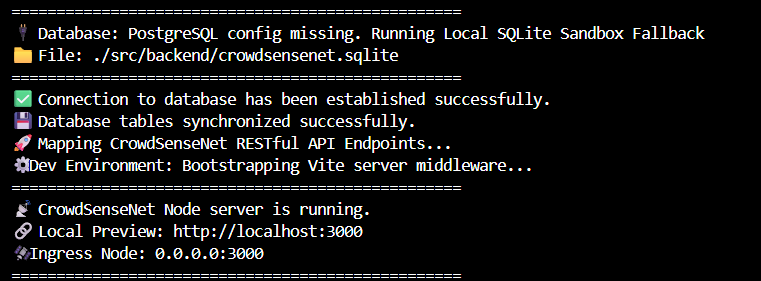 ==================================================
🔌 Database: PostgreSQL config missing. Running Local SQLite Sandbox Fallback
📁 File: ./src/backend/crowdsensenet.sqlite
==================================================
✅ Connection to database has been established successfully.
💾 Database tables synchronized successfully.
🚀 Mapping CrowdSenseNet RESTful API Endpoints...
⚙️Dev Environment: Bootstrapping Vite server middleware...
==================================================
📡 CrowdSenseNet Node server is running.
🔗 Local Preview: http://localhost:3000
🛰️Ingress Node: 0.0.0.0:3000
==================================================